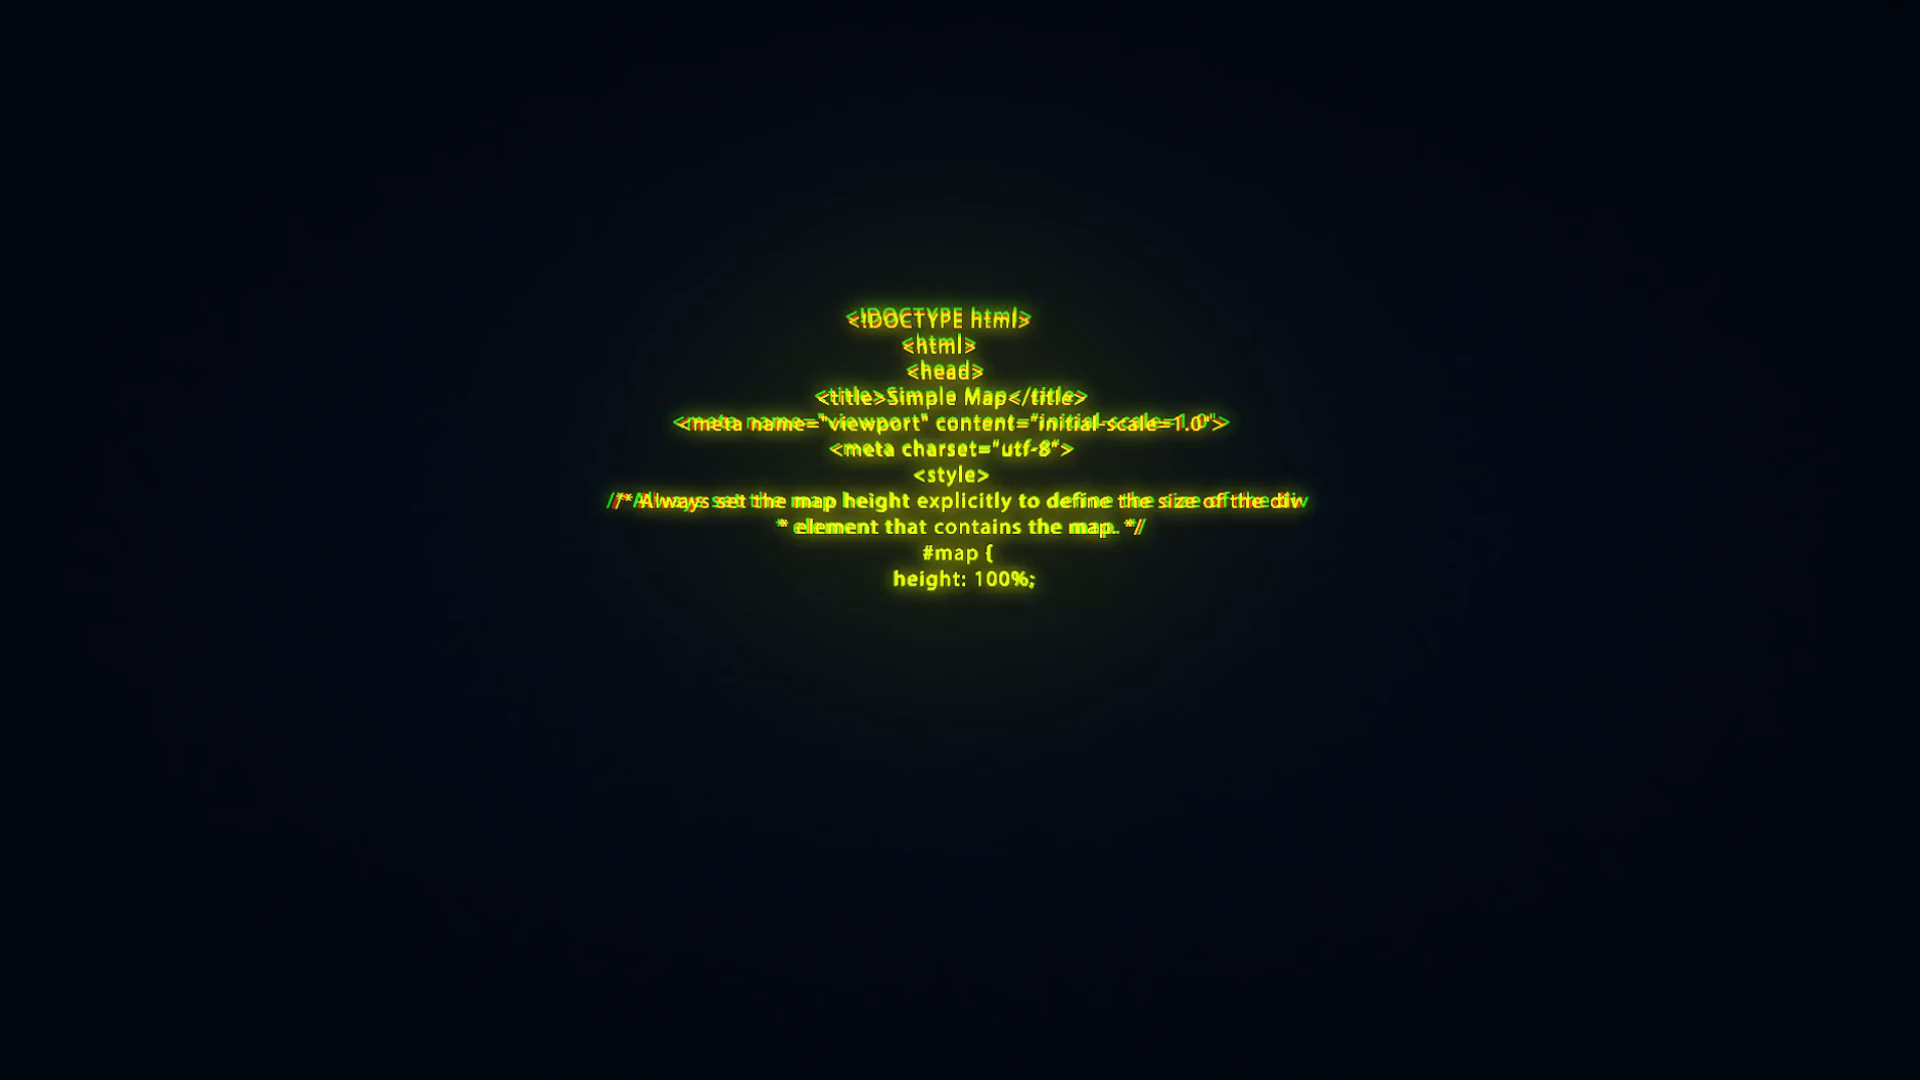 <!DOCTYPE html>
<html>
<head>
<title>Simple Map</title>
<meta name="viewport" content="initial-scale=1.0">
<meta charset="utf-8">
<style>
/* Always set the map height explicitly to define the size of the div
* element that contains the map. */
#map {
height: 100%;